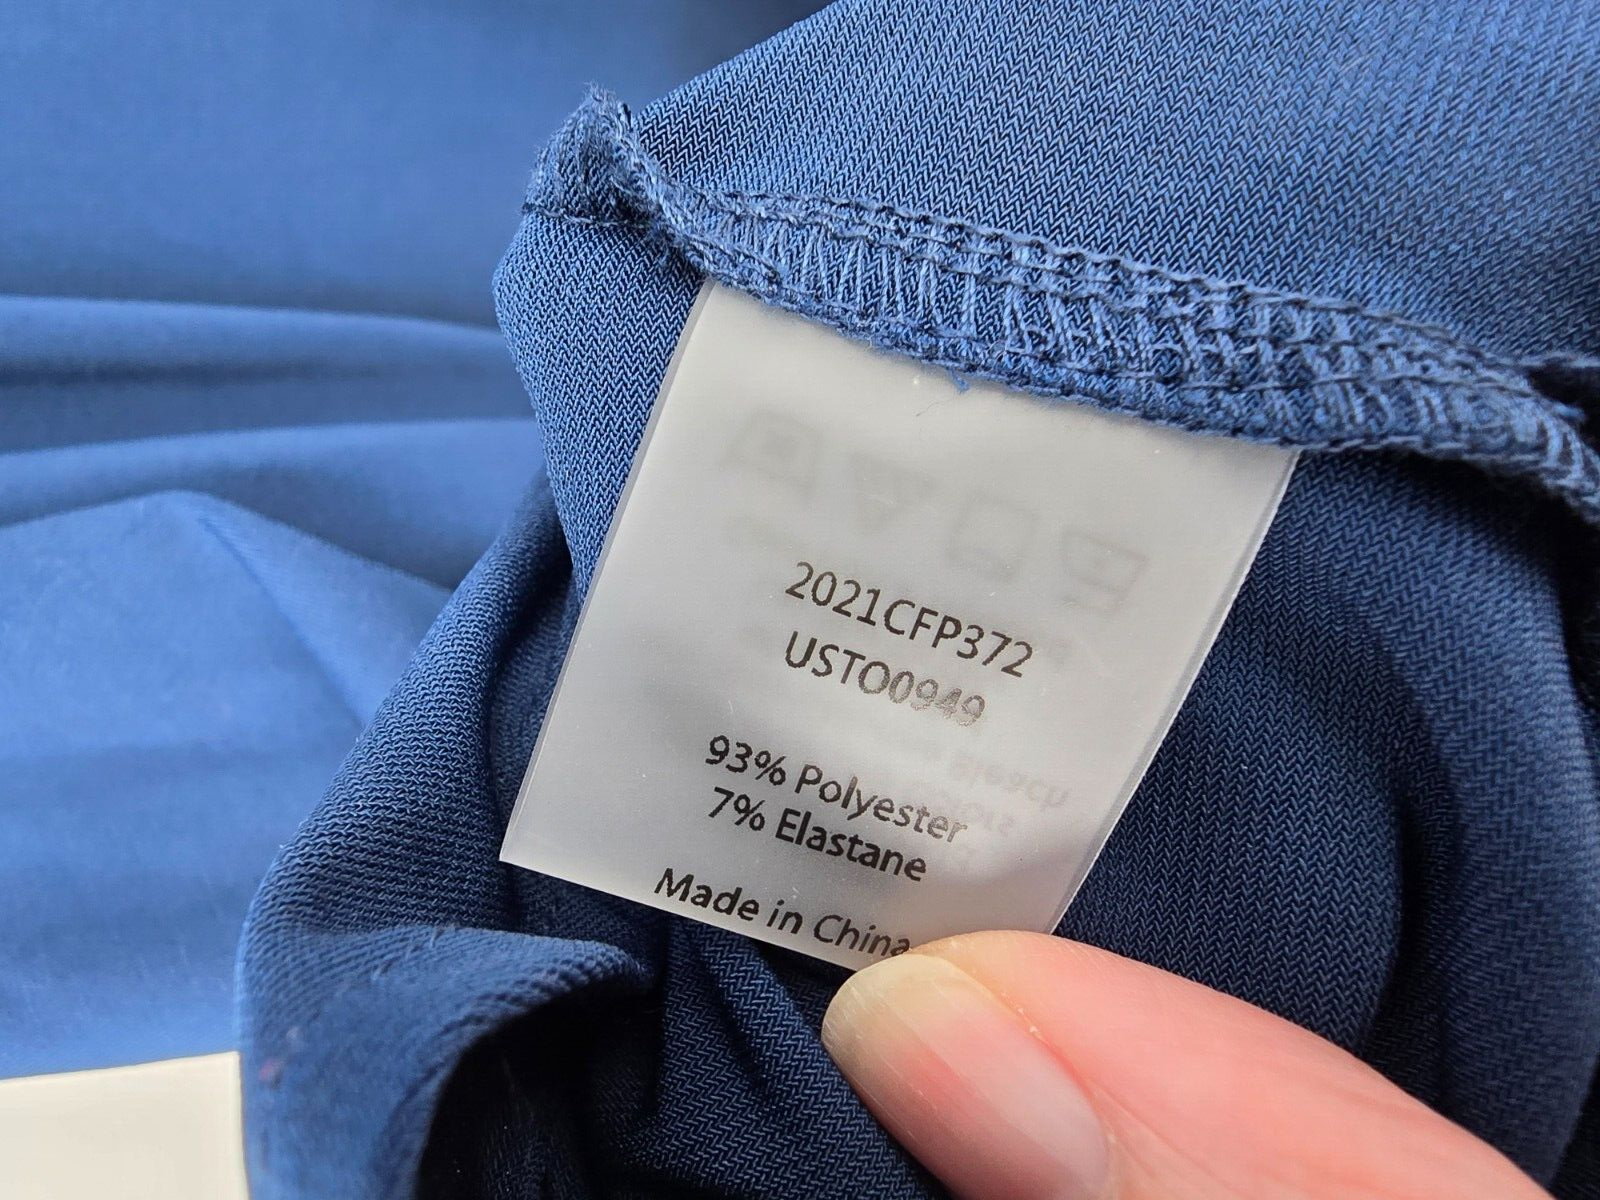 2021CFP372
USTO0949
93% Polyester
7% Elastane
Made in China